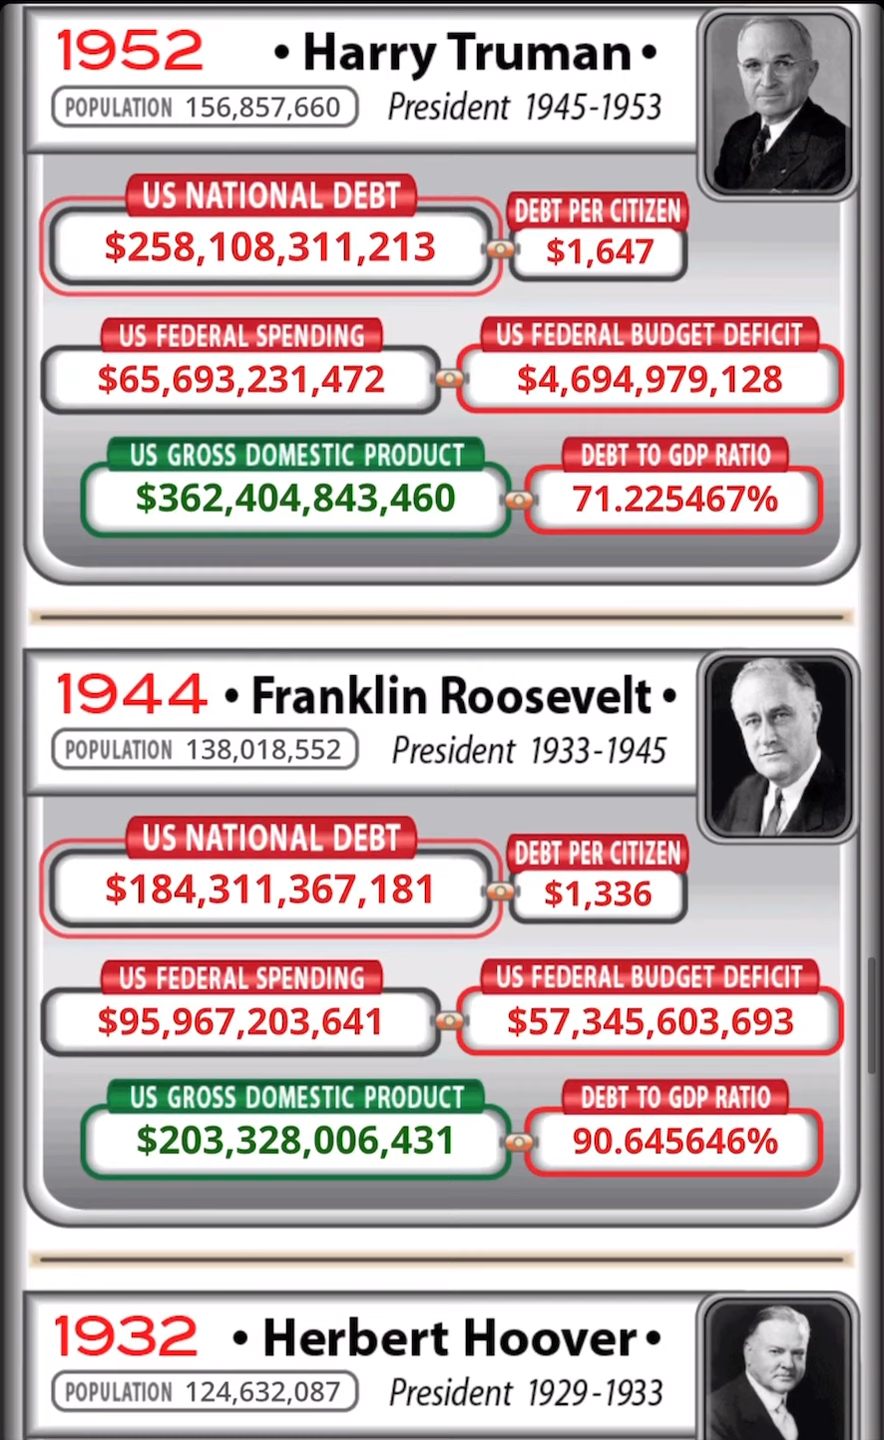 1952 • Harry Truman •
POPULATION 156,857,660 President 1945-1953
US NATIONAL DEBT DEBT PER CITIZEN
$258,108,311,213 $1,647
US FEDERAL SPENDING US FEDERAL BUDGET DEFICIT
$65,693,231,472 $4,694,979,128
US GROSS DOMESTIC PRODUCT DEBT TO GDP RATIO
$362,404,843,460 71.225467%
1944 • Franklin Roosevelt •
POPULATION 138,018,552 President 1933-1945
US NATIONAL DEBT DEBT PER CITIZEN
$184,311,367,181 $1,336
US FEDERAL SPENDING US FEDERAL BUDGET DEFICIT
$95,967,203,641 $57,345,603,693
US GROSS DOMESTIC PRODUCT DEBT TO GDP RATIO
$203,328,006,431 90.645646%
1932 • Herbert Hoover •
POPULATION 124,632,087 President 1929-1933